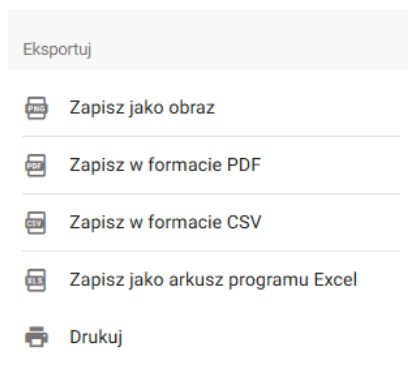 Eksportuj
PNG Zapisz jako obraz
PDF Zapisz w formacie PDF
CSV Zapisz w formacie CSV
XLS Zapisz jako arkusz programu Excel
Drukuj